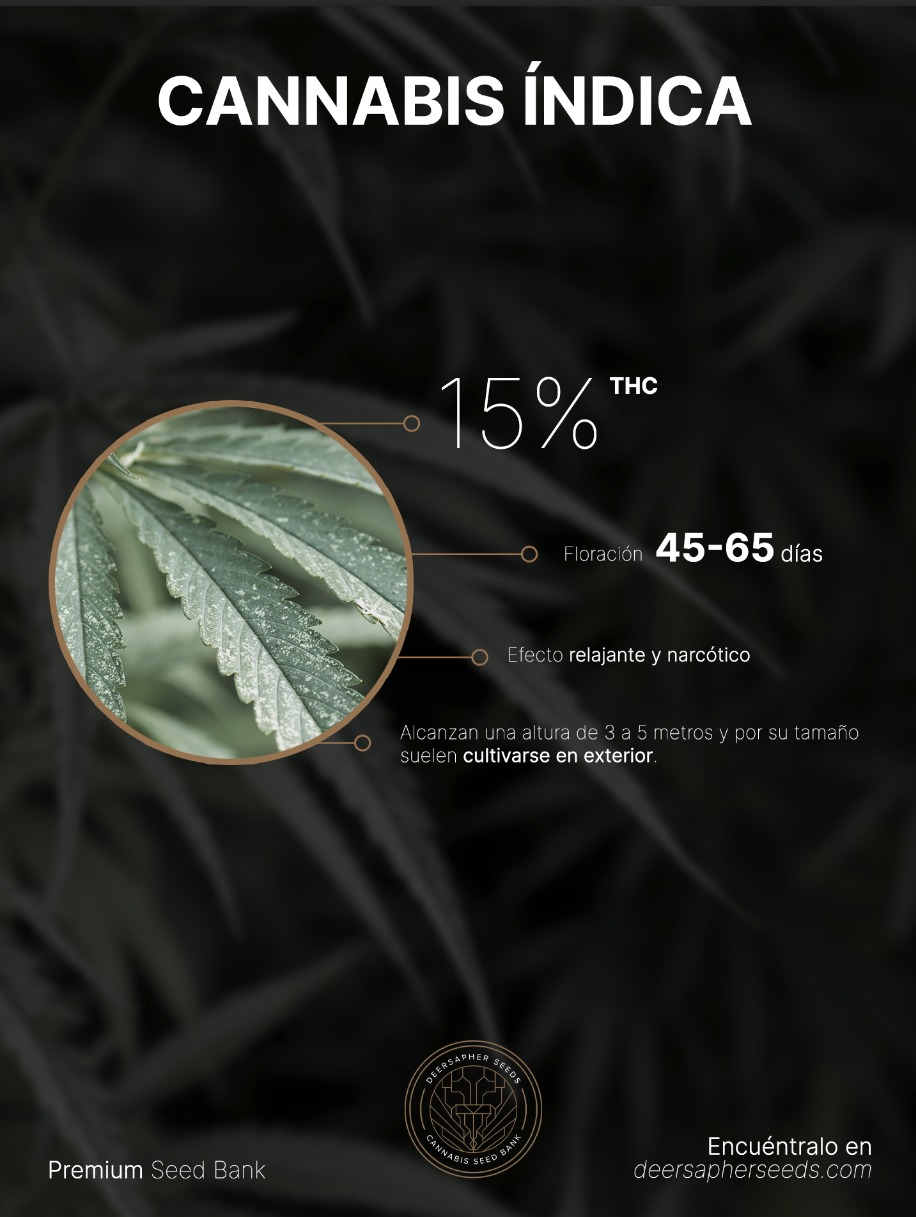 CANNABIS ÍNDICA
15% THC
Floración 45-65 días
Efecto relajante y narcótico
Alcanzan una altura de 3 a 5 metros y por su tamaño
suelen cultivarse en exterior.
DEERSAPHER SEEDS
CANNABIS SEED BANK
Premium Seed Bank
Encuéntralo en
deersapherseeds.com